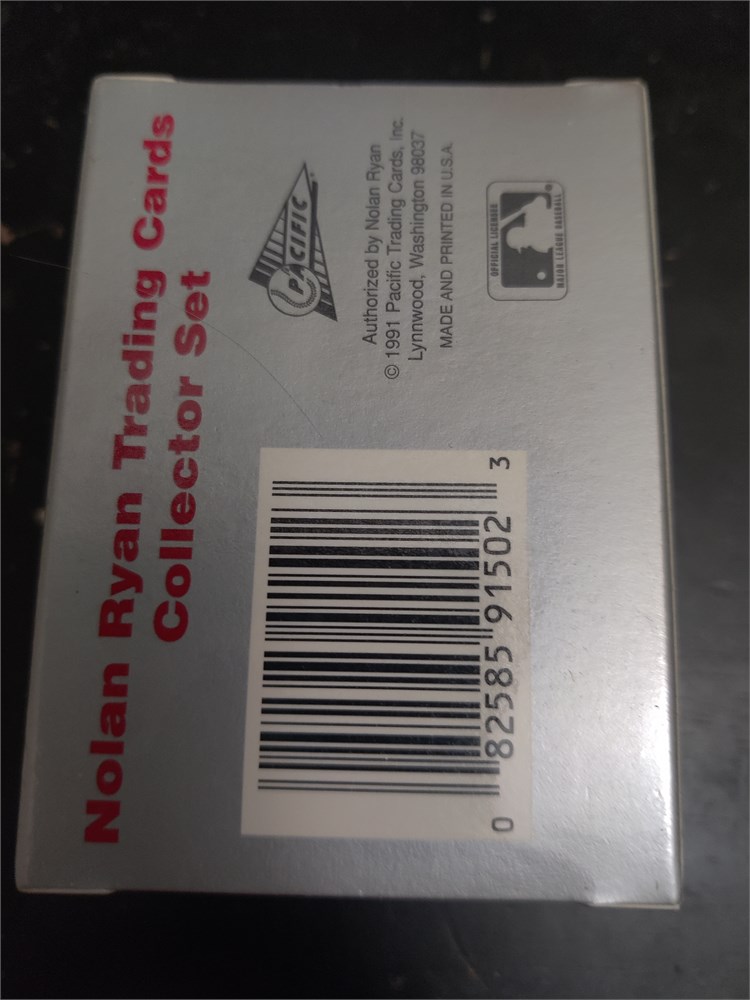 Nolan Ryan Trading Cards
Collector Set
PACIFIC
Authorized by Nolan Ryan
© 1991 Pacific Trading Cards, Inc.
Lynnwood, Washington 98037
MADE AND PRINTED IN U.S.A.
OFFICIAL LICENSEE
MAJOR LEAGUE BASEBALL
0 82585 91502 3